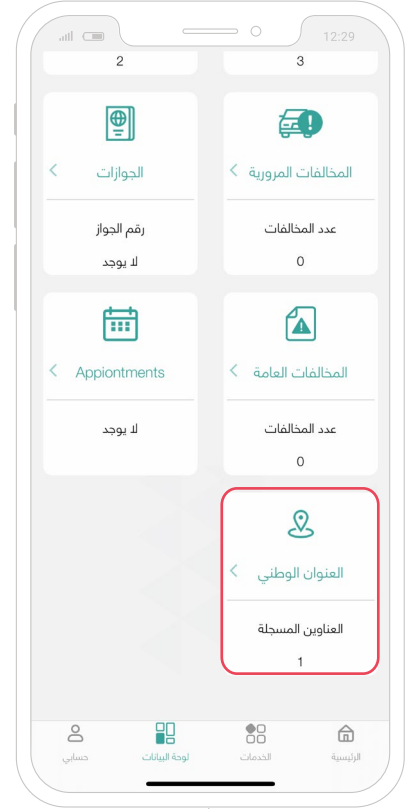 12:29
3
2
المخالفات المرورية
عدد المخالفات
0
الجوازات
رقم الجواز
لا يوجد
المخالفات العامة
عدد المخالفات
0
Appiontments
لا يوجد
العنوان الوطني
العناوين المسجلة
1
الرئيسية
الخدمات
لوحة البيانات
حسابي